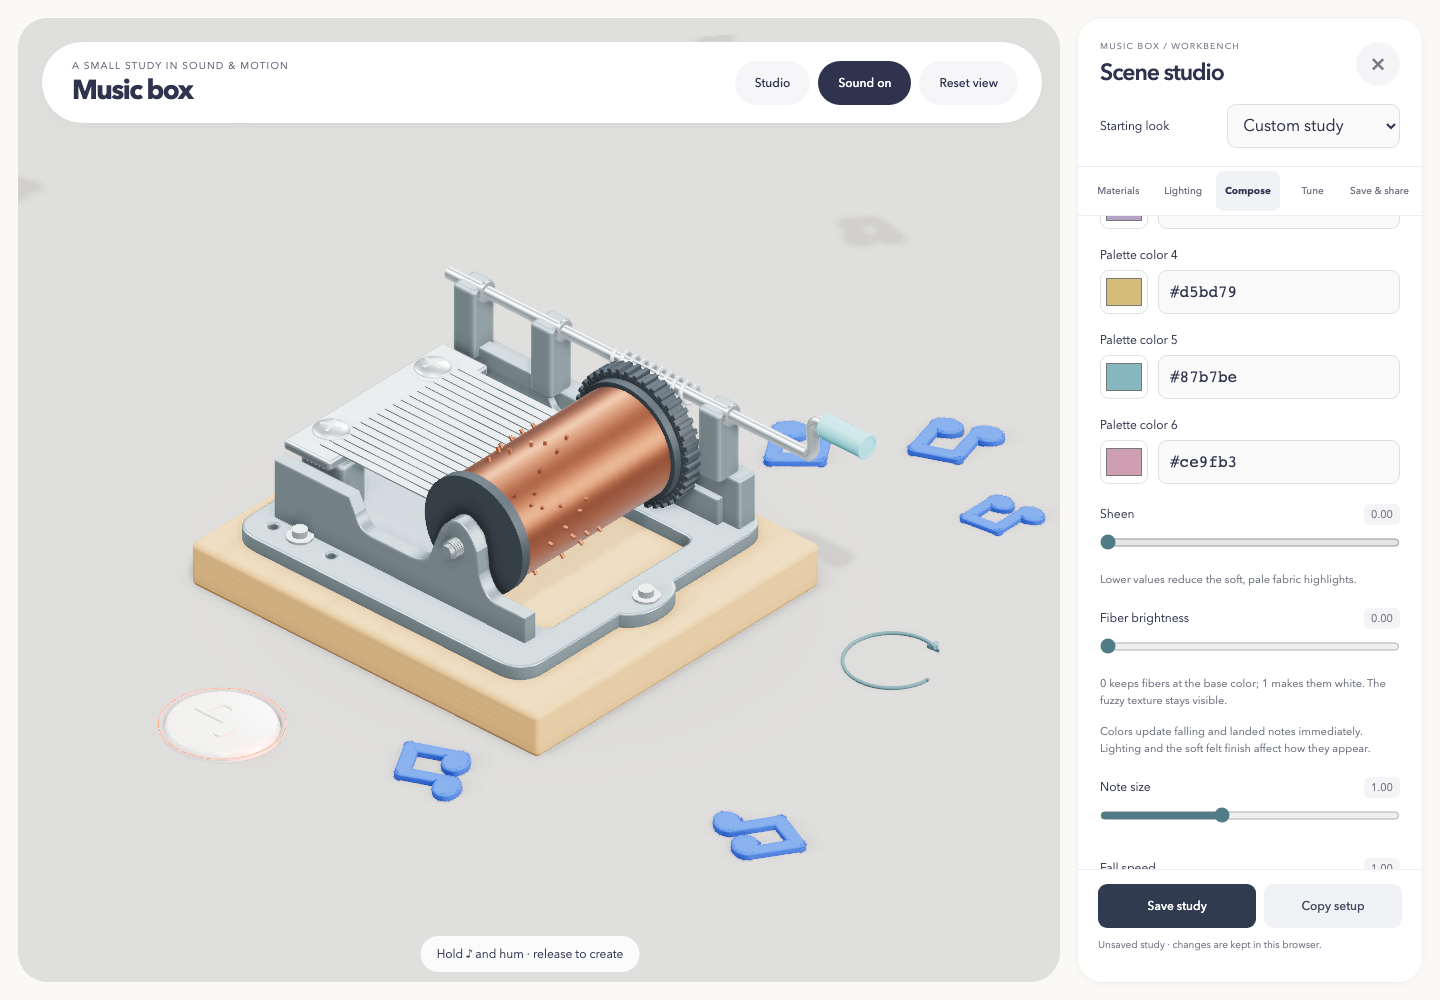 A SMALL STUDY IN SOUND & MOTION
Music box
Studio
Sound on
Reset view
Hold ♪ and hum · release to create
MUSIC BOX / WORKBENCH
Scene studio
Starting look
Custom study
Materials
Lighting
Compose
Tune
Save & share
Palette color 4
#d5bd79
Palette color 5
#87b7be
Palette color 6
#ce9fb3
Sheen
0.00
Lower values reduce the soft, pale fabric highlights.
Fiber brightness
0.00
0 keeps fibers at the base color; 1 makes them white. The
fuzzy texture stays visible.
Colors update falling and landed notes immediately.
Lighting and the soft felt finish affect how they appear.
Note size
1.00
Fall speed
1.00
Save study
Copy setup
Unsaved study · changes are kept in this browser.